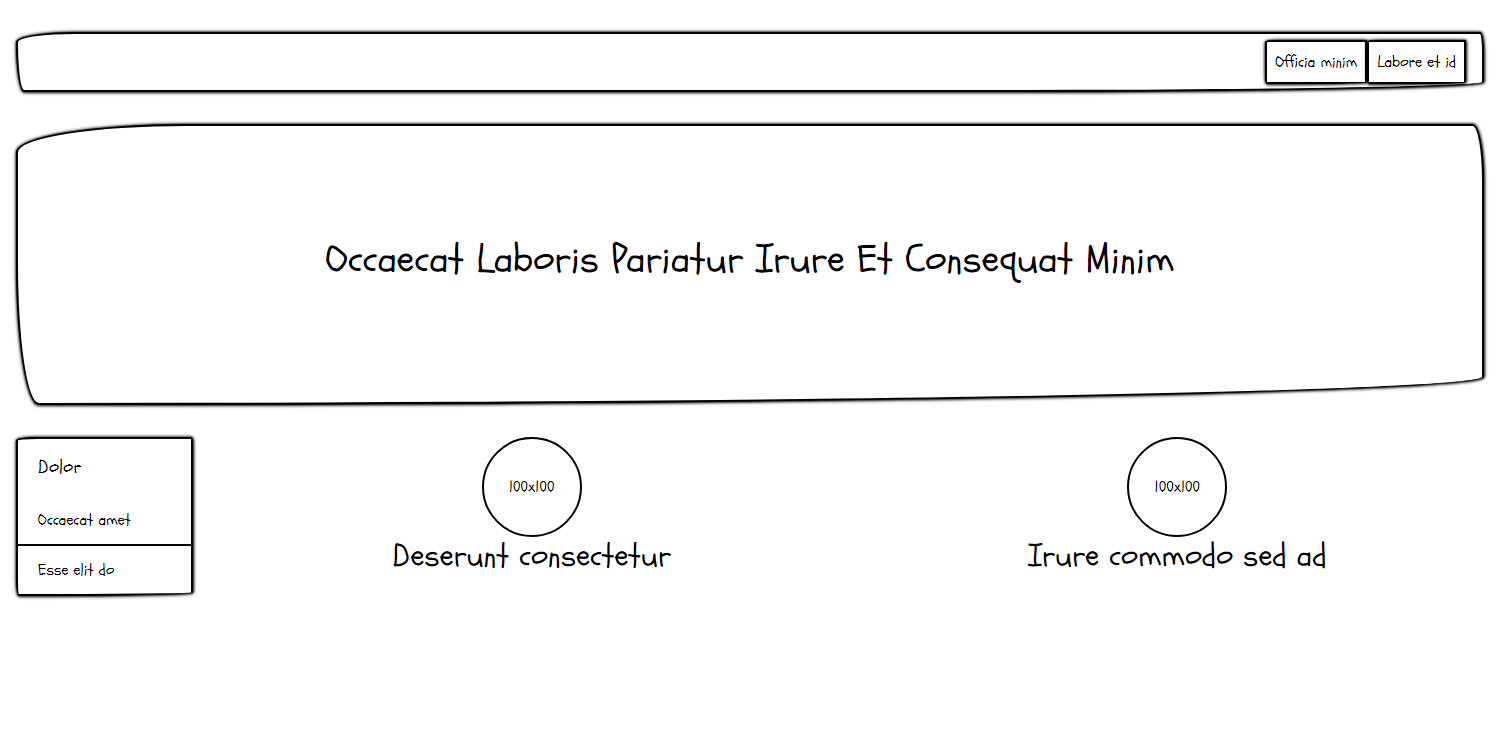 Officia minim Labore et id
Occaecat Laboris Pariatur Irure Et Consequat Minim
Dolor
Occaecat amet
Esse elit do
100x100
Deserunt consectetur
100x100
Irure commodo sed ad